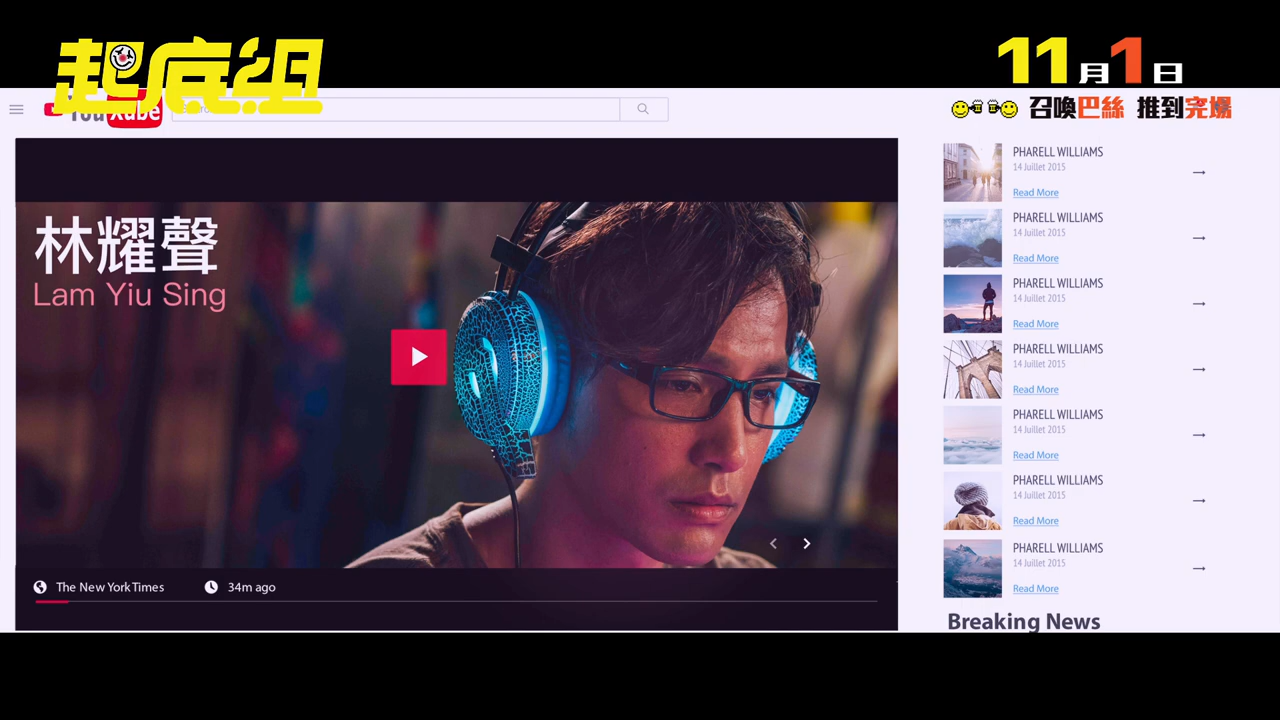 起底組
11月1日
召喚巴絲 推到完場
YouXube
林耀聲
Lam Yiu Sing
The New York Times
34m ago
PHARELL WILLIAMS
14 Juillet 2015
Read More
PHARELL WILLIAMS
14 Juillet 2015
Read More
PHARELL WILLIAMS
14 Juillet 2015
Read More
PHARELL WILLIAMS
14 Juillet 2015
Read More
PHARELL WILLIAMS
14 Juillet 2015
Read More
PHARELL WILLIAMS
14 Juillet 2015
Read More
PHARELL WILLIAMS
14 Juillet 2015
Read More
Breaking News